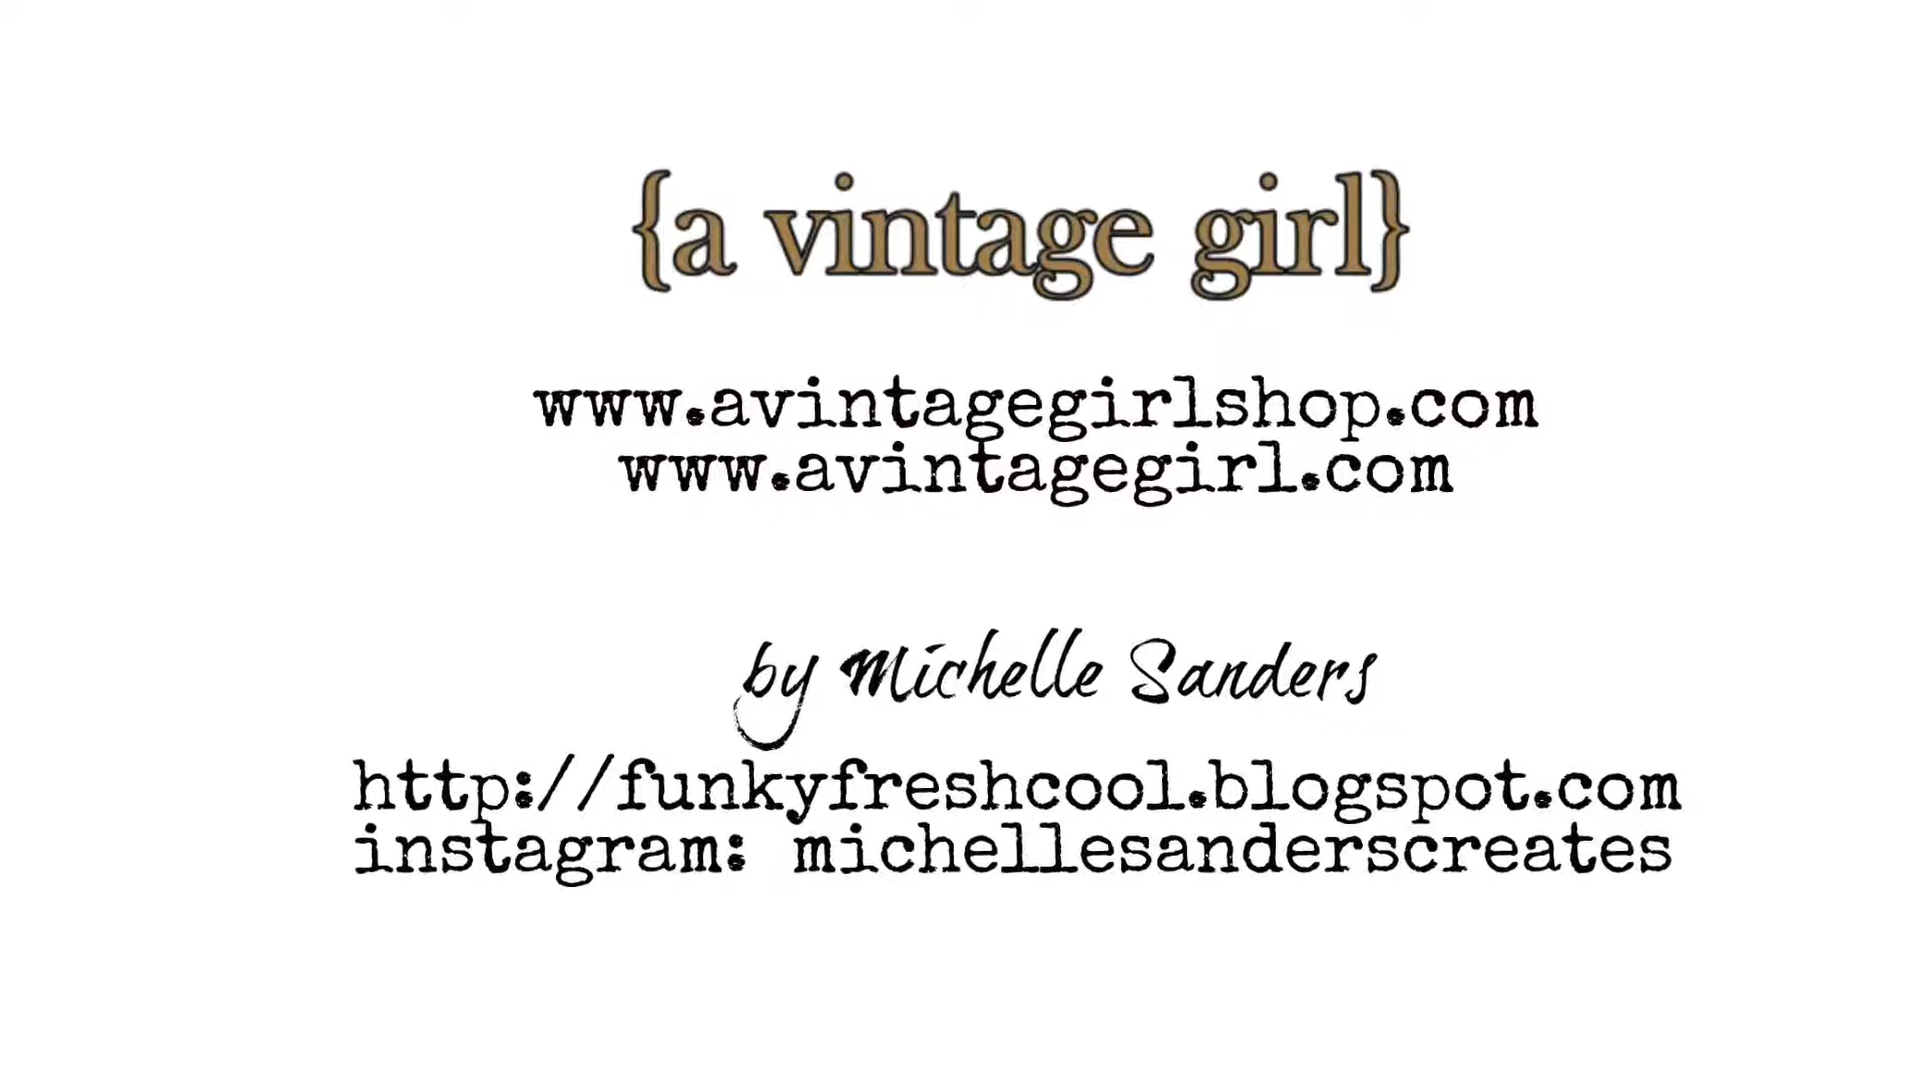 {a vintage girl}
www.avintagegirlshop.com
www.avintagegirl.com
by Michelle Sanders
http://funkyfreshcool.blogspot.com
instagram: michellesanderscreates